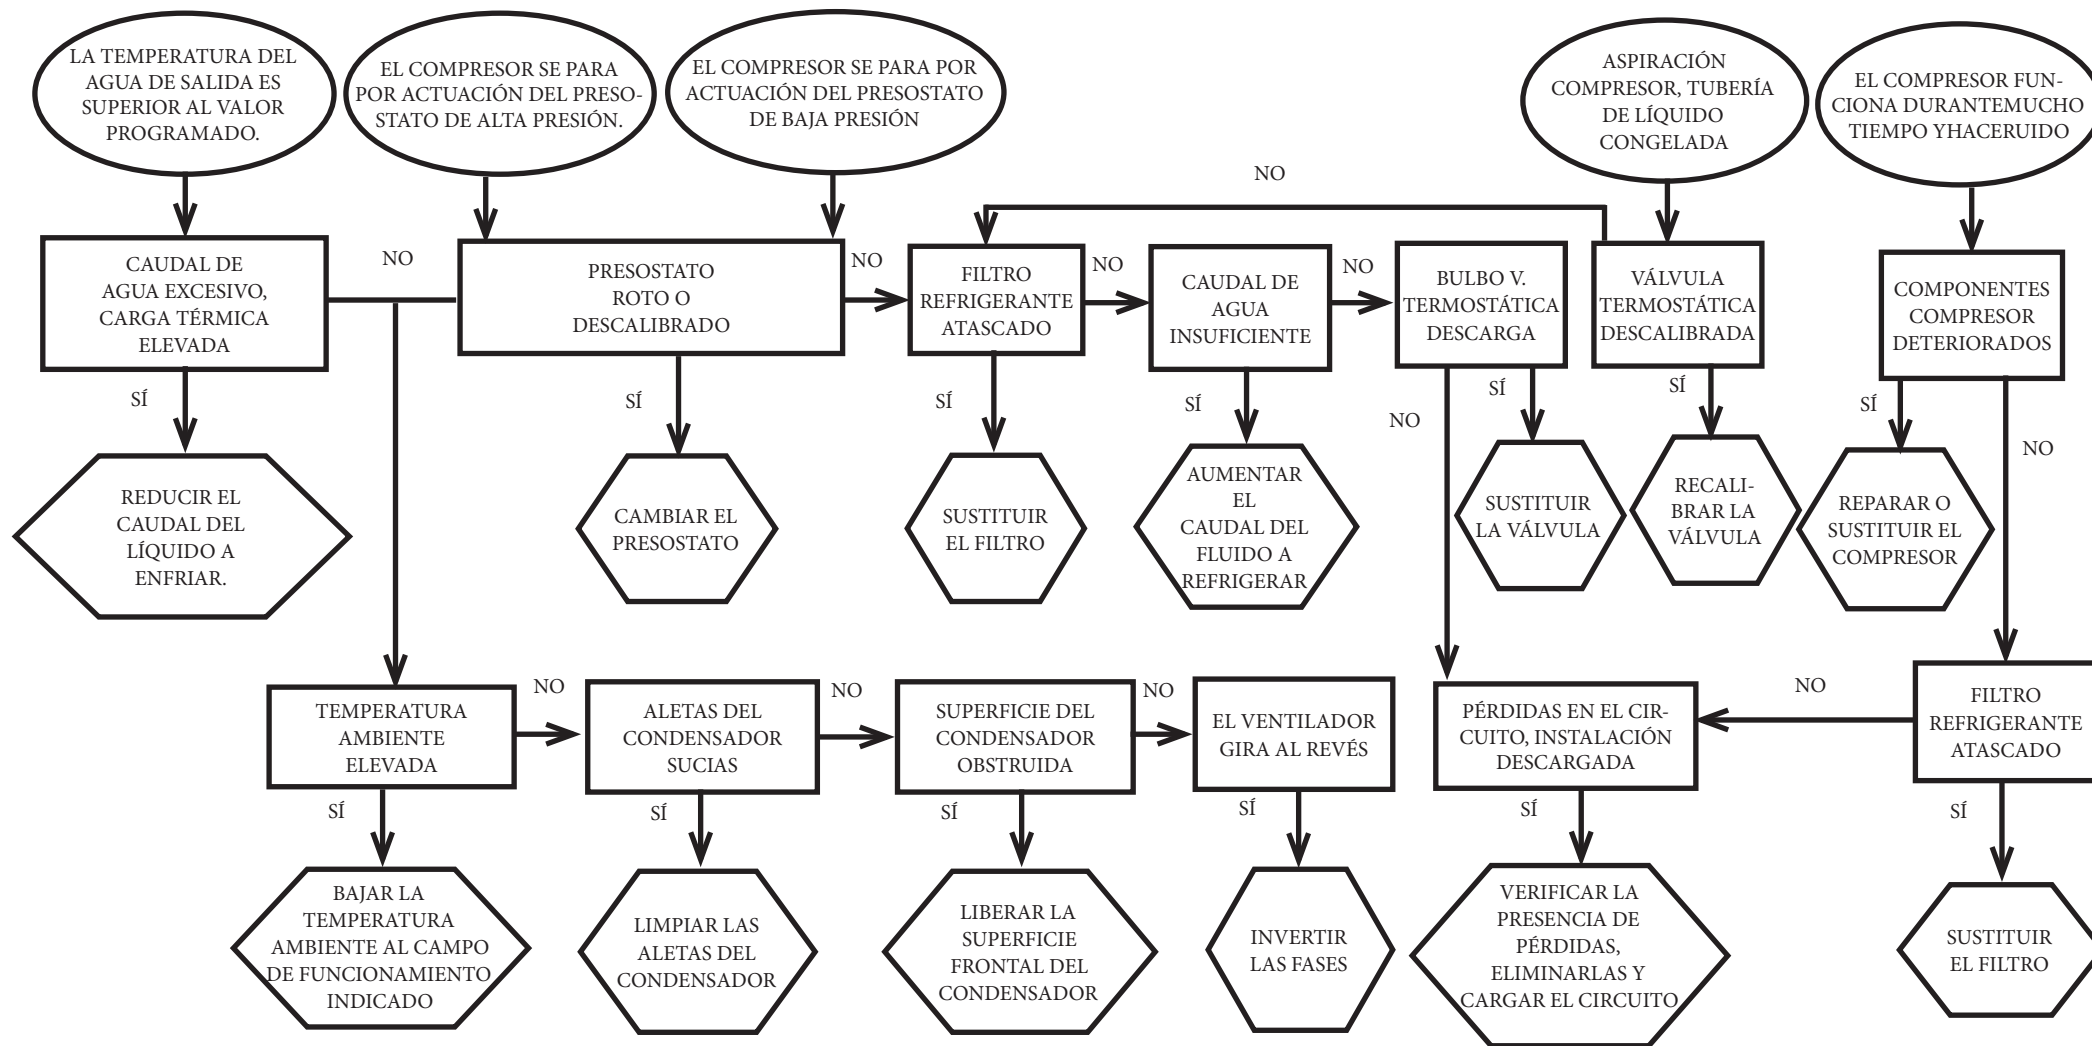 LA TEMPERATURA DEL
AGUA DE SALIDA ES
SUPERIOR AL VALOR
PROGRAMADO.
EL COMPRESOR SE PARA
POR ACTUACIÓN DEL PRESO-
STATO DE ALTA PRESIÓN.
EL COMPRESOR SE PARA POR
ACTUACIÓN DEL PRESOSTATO
DE BAJA PRESIÓN
ASPIRACIÓN
COMPRESOR, TUBERÍA
DE LÍQUIDO
CONGELADA
EL COMPRESOR FUN-
CIONA DURANTEMUCHO
TIEMPO YHACERUIDO
NO
CAUDAL DE
AGUA EXCESIVO,
CARGA TÉRMICA
ELEVADA
NO
PRESOSTATO
ROTO O
DESCALIBRADO
NO
FILTRO
REFRIGERANTE
ATASCADO
NO
CAUDAL DE
AGUA
INSUFICIENTE
NO
BULBO V.
TERMOSTÁTICA
DESCARGA
VÁLVULA
TERMOSTÁTICA
DESCALIBRADA
COMPONENTES
COMPRESOR
DETERIORADOS
SÍ
SÍ
SÍ
SÍ
NO
SÍ
SÍ
SÍ
NO
REDUCIR EL
CAUDAL DEL
LÍQUIDO A
ENFRIAR.
CAMBIAR EL
PRESOSTATO
SUSTITUIR
EL FILTRO
AUMENTAR
EL
CAUDAL DEL
FLUIDO A
REFRIGERAR
SUSTITUIR
LA VÁLVULA
RECALI-
BRAR LA
VÁLVULA
REPARAR O
SUSTITUIR EL
COMPRESOR
TEMPERATURA
AMBIENTE
ELEVADA
NO
ALETAS DEL
CONDENSADOR
SUCIAS
NO
SUPERFICIE DEL
CONDENSADOR
OBSTRUIDA
NO
EL VENTILADOR
GIRA AL REVÉS
PÉRDIDAS EN EL CIR-
CUITO, INSTALACIÓN
DESCARGADA
NO
FILTRO
REFRIGERANTE
ATASCADO
SÍ
SÍ
SÍ
SÍ
SÍ
SÍ
BAJAR LA
TEMPERATURA
AMBIENTE AL CAMPO
DE FUNCIONAMIENTO
INDICADO
LIMPIAR LAS
ALETAS DEL
CONDENSADOR
LIBERAR LA
SUPERFICIE
FRONTAL DEL
CONDENSADOR
INVERTIR
LAS FASES
VERIFICAR LA
PRESENCIA DE
PÉRDIDAS,
ELIMINARLAS Y
CARGAR EL CIRCUITO
SUSTITUIR
EL FILTRO